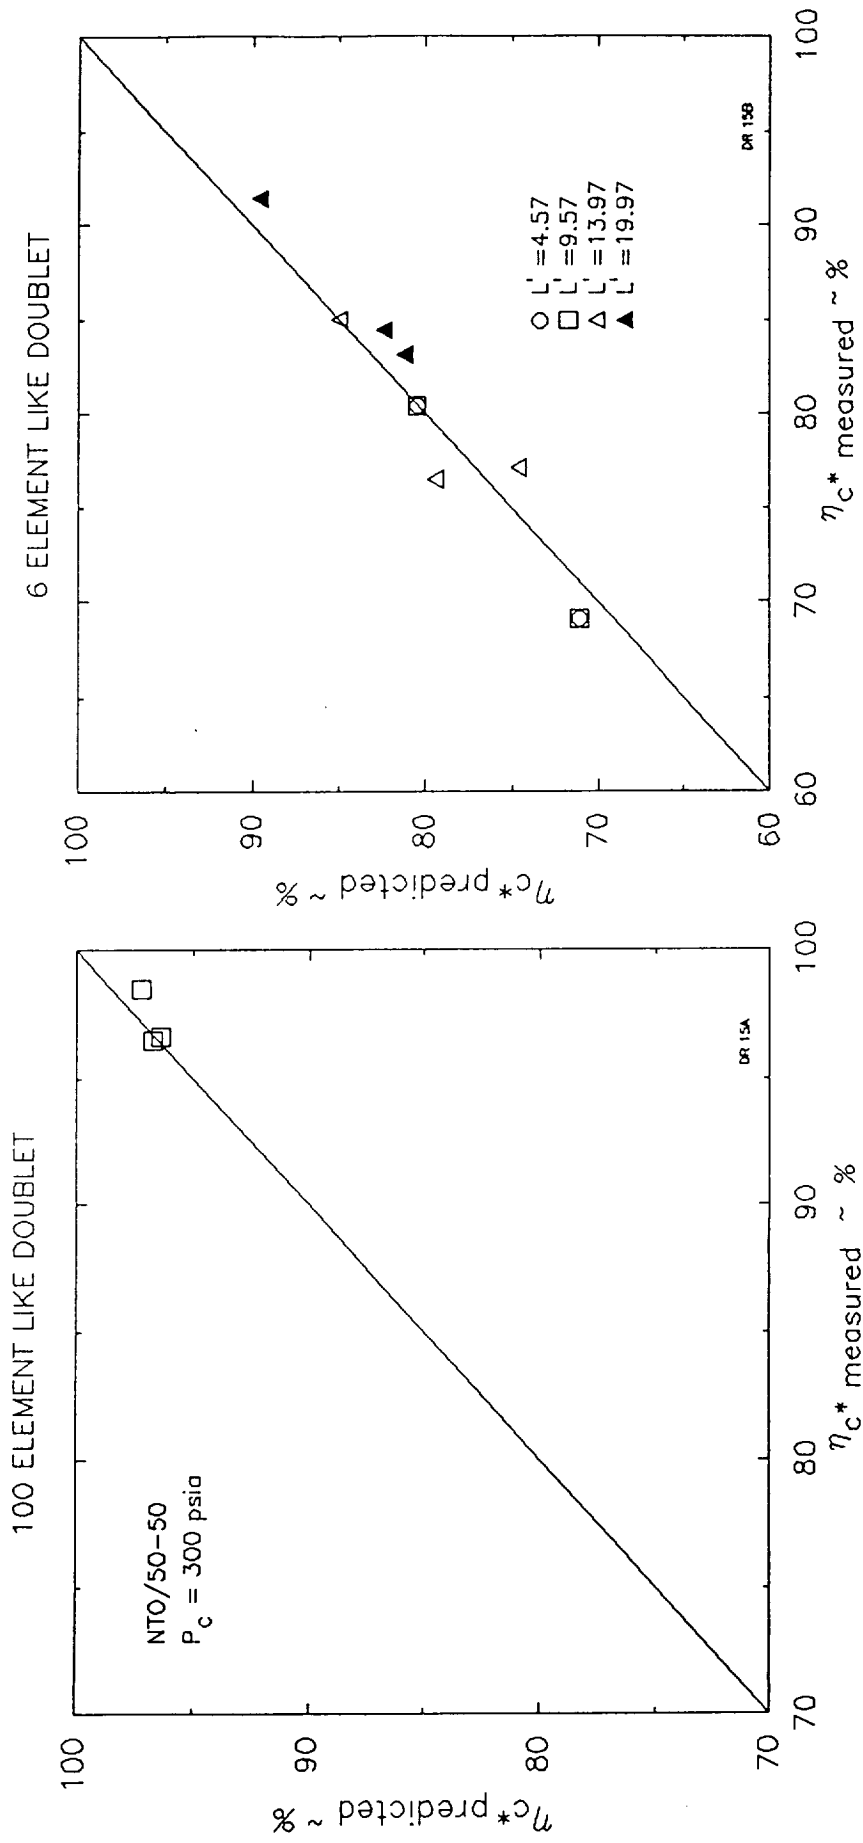 100 ELEMENT LIKE DOUBLET
NTO/50-50
P_C = 300 psia
100
90
80
70
η_C* predicted ~ %
70
80
90
100
η_C* measured ~ %
DR 15A
6 ELEMENT LIKE DOUBLET
100
90
80
70
60
η_C* predicted ~ %
60
70
80
90
100
η_C* measured ~ %
L' =4.57
L' =9.57
L' =13.97
L' =19.97
DR 15B